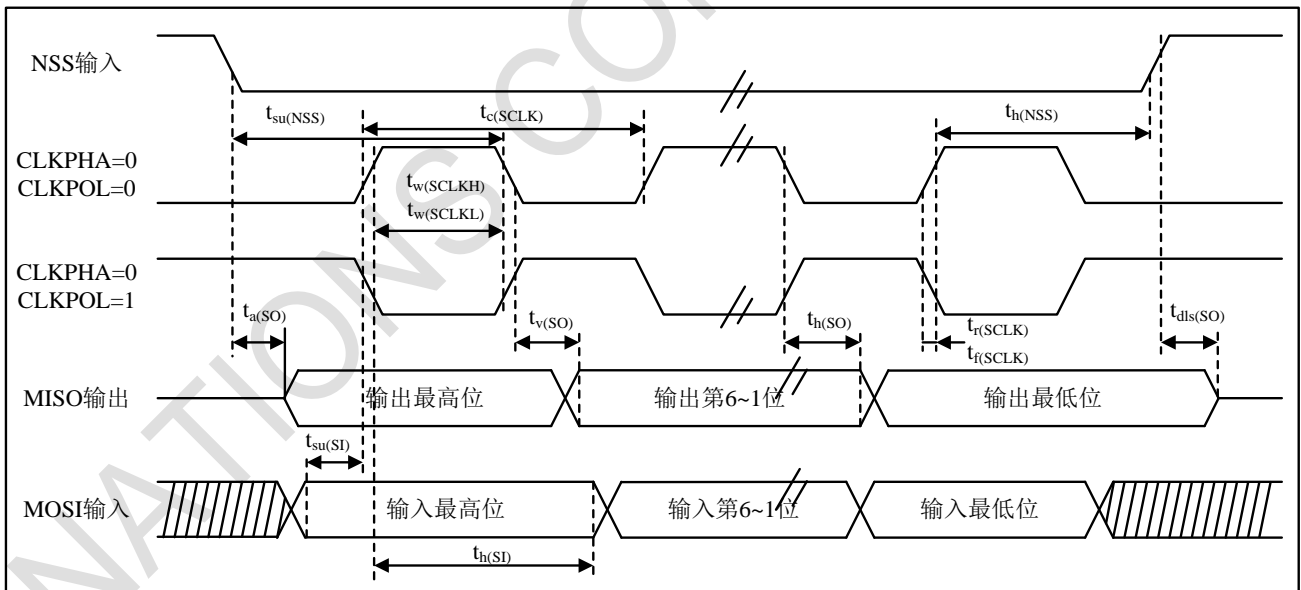 NSS输入
tsu(NSS)
tc(SCLK)
th(NSS)
CLKPHA=0
CLKPOL=0
tw(SCLKH)
tw(SCLKL)
CLKPHA=0
CLKPOL=1
ta(SO)
tv(SO)
th(SO)
tr(SCLK)
tf(SCLK)
tdls(SO)
MISO输出
输出最高位
输出第6~1位
输出最低位
tsu(SI)
MOSI输入
输入最高位
输入第6~1位
输入最低位
th(SI)
NATIONS CON